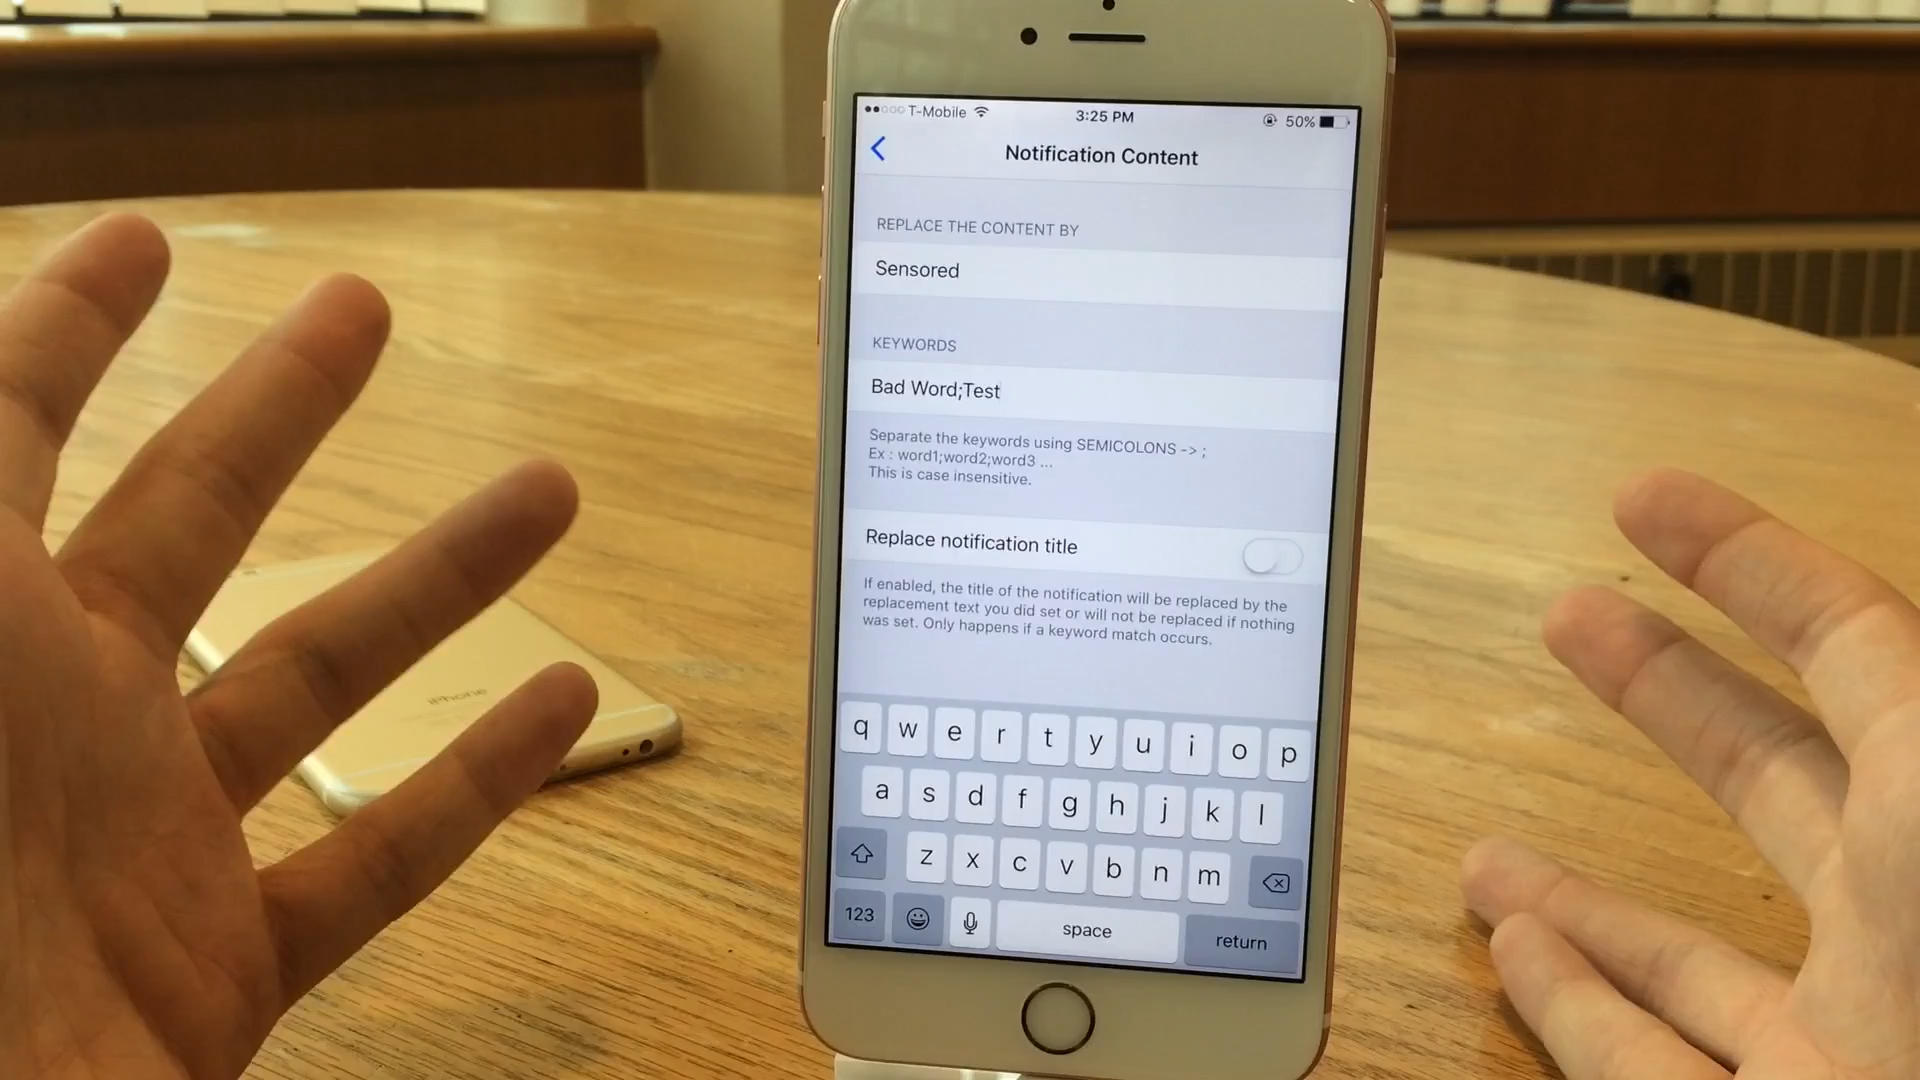 T-Mobile 3:25 PM 50%
Notification Content
REPLACE THE CONTENT BY
Sensored
KEYWORDS
Bad Word;Test
Separate the keywords using SEMICOLONS -> ;
Ex : word1;word2;word3 ...
This is case insensitive.
Replace notification title
If enabled, the title of the notification will be replaced by the
replacement text you did set or will not be replaced if nothing
was set. Only happens if a keyword match occurs.
q w e r t y u i o p
a s d f g h j k l
z x c v b n m
123 space return
iPhone